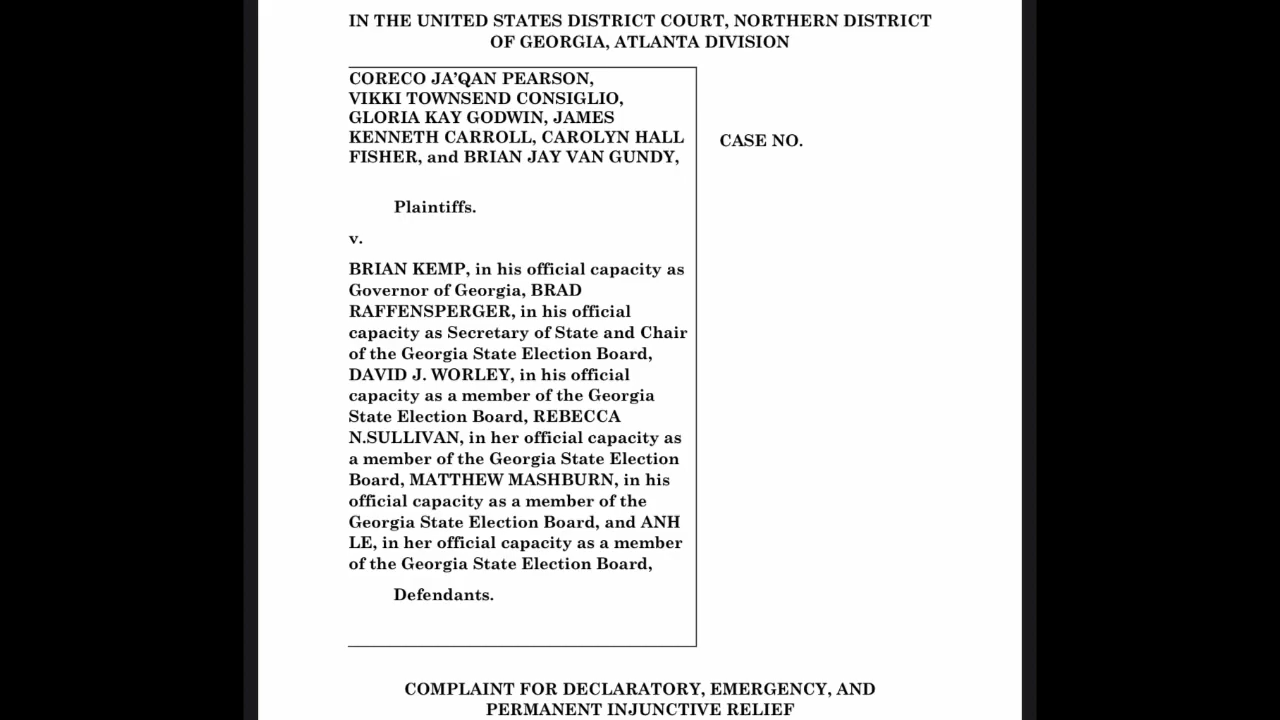 IN THE UNITED STATES DISTRICT COURT, NORTHERN DISTRICT
OF GEORGIA, ATLANTA DIVISION
CORECO JA’QAN PEARSON,
VIKKI TOWNSEND CONSIGLIO,
GLORIA KAY GODWIN, JAMES
KENNETH CARROLL, CAROLYN HALL
FISHER, and BRIAN JAY VAN GUNDY,
CASE NO.
Plaintiffs.
v.
BRIAN KEMP, in his official capacity as
Governor of Georgia, BRAD
RAFFENSPERGER, in his official
capacity as Secretary of State and Chair
of the Georgia State Election Board,
DAVID J. WORLEY, in his official
capacity as a member of the Georgia
State Election Board, REBECCA
N.SULLIVAN, in her official capacity as
a member of the Georgia State Election
Board, MATTHEW MASHBURN, in his
official capacity as a member of the
Georgia State Election Board, and ANH
LE, in her official capacity as a member
of the Georgia State Election Board,
Defendants.
COMPLAINT FOR DECLARATORY, EMERGENCY, AND
PERMANENT INJUNCTIVE RELIEF